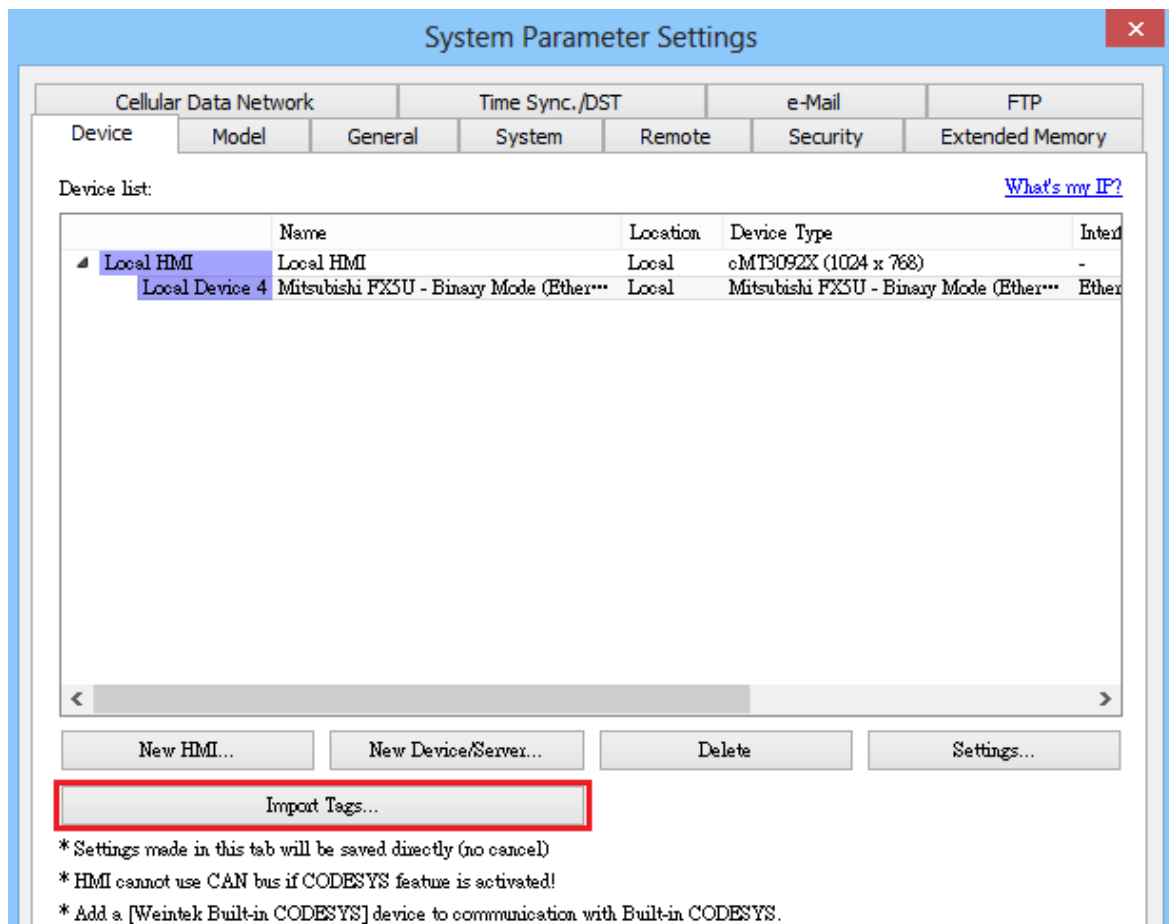 System Parameter Settings
Cellular Data Network Time Sync./DST e-Mail FTP
Device Model General System Remote Security Extended Memory
Device list: What's my IP?
Name Location Device Type
Local HMI Local HMI Local cMT3092X (1024 x 768) -
Local Device 4 Mitsubishi FX5U - Binary Mode (Ether··· Local Mitsubishi FX5U - Binary Mode (Ether··· Ether
New HMI... New Device/Server... Delete Settings...
Import Tags...
* Settings made in this tab will be saved directly (no cancel)
* HMI cannot use CAN bus if CODESYS feature is activated!
* Add a [Weintek Built-in CODESYS] device to communication with Built-in CODESYS.